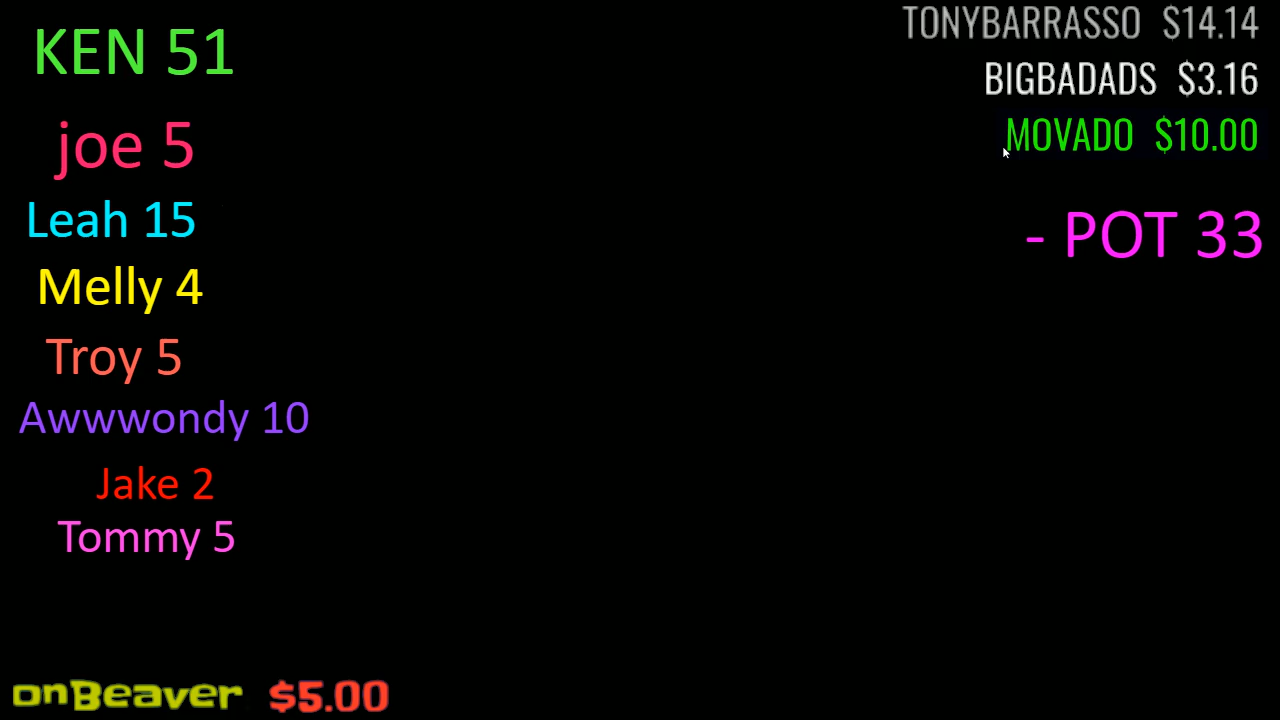 KEN 51
joe 5
Leah 15
Melly 4
Troy 5
Awwwondy 10
Jake 2
Tommy 5
onBeaver $5.00
TONYBARRASSO $14.14
BIGBADADS $3.16
MOVADO $10.00
- POT 33